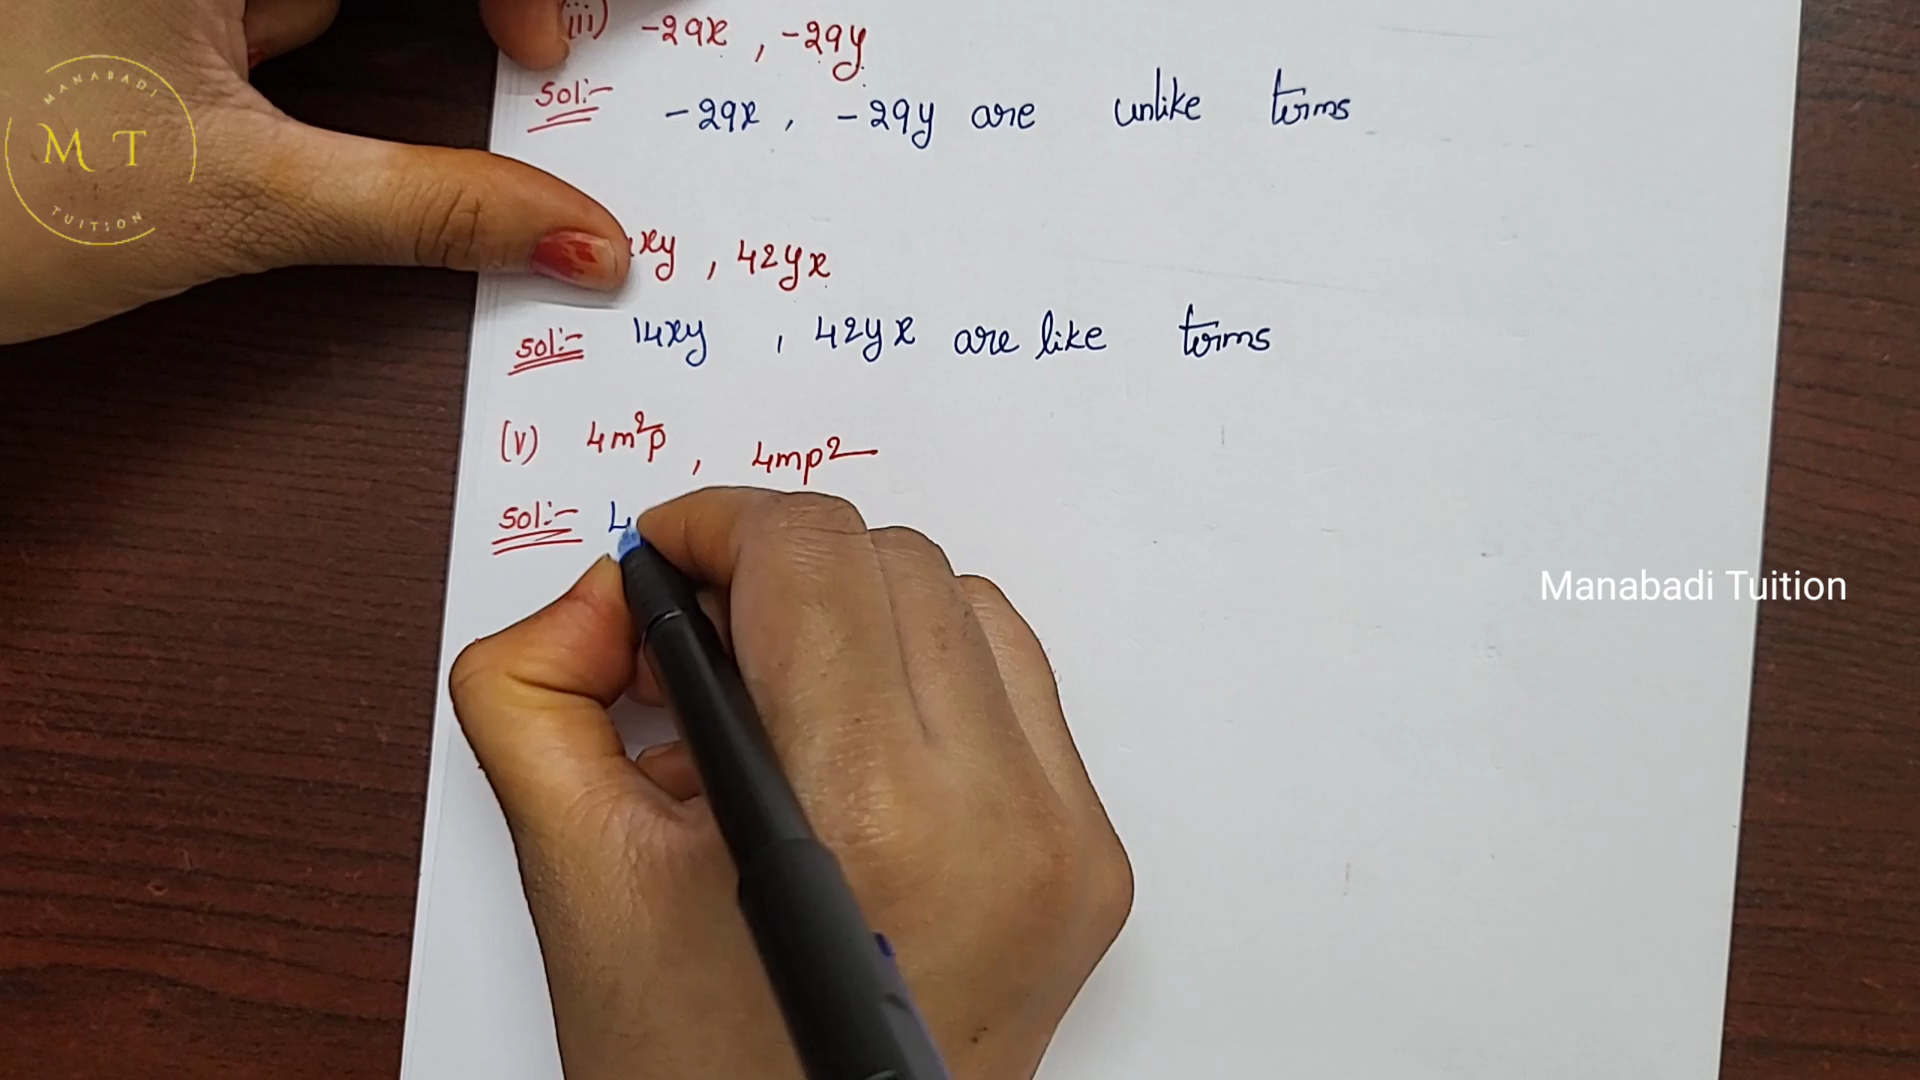 (iii) -29x , -29y
Sol:- -29x , -29y are unlike terms
xy , 42yx
Sol:- 14xy , 42yx are like terms
(v) 4m²p , 4mp²
Sol:- 4
MANABADI
MT
TUITION
Manabadi Tuition